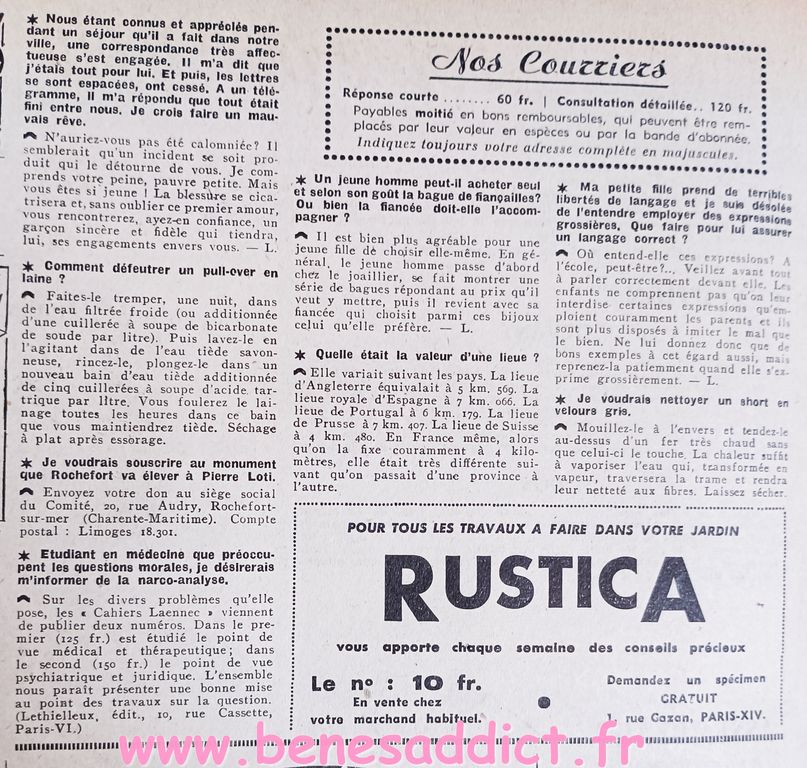 ✶ Nous étant connus et appréciés pen-
dant un séjour qu'il a fait dans notre
ville, une correspondance très affec-
tueuse s'est engagée. Il m'a dit que
j'étais tout pour lui. Et puis, les lettres
se sont espacées, ont cessé. A un télé-
gramme, il m'a répondu que tout était
fini entre nous. Je crois faire un mau-
vais rêve.
N'auriez-vous pas été calomniée? Il
semblerait qu'un incident se soit pro-
duit qui le détourne de vous. Je com-
prends votre peine, pauvre petite. Mais
vous êtes si jeune ! La blessure se cica-
trisera et, sans oublier ce premier amour,
vous rencontrerez, ayez-en confiance, un
garçon sincère et fidèle qui tiendra,
lui, ses engagements envers vous. — L.
✶ Comment défeutrer un pull-over en
laine ?
Faites-le tremper, une nuit, dans
de l'eau filtrée froide (ou additionnée
d'une cuillerée à soupe de bicarbonate
de soude par litre). Puis lavez-le en
l'agitant dans de l'eau tiède savon-
neuse, rincez-le, plongez-le dans un
nouveau bain d'eau tiède additionnée
de cinq cuillerées à soupe d'acide tar-
trique par litre. Vous foulerez le lai-
nage toutes les heures dans ce bain
que vous maintiendrez tiède. Séchage
à plat après essorage.
✶ Je voudrais souscrire au monument
que Rochefort va élever à Pierre Loti.
Envoyez votre don au siège social
du Comité, 20, rue Audry, Rochefort-
sur-mer (Charente-Maritime). Compte
postal : Limoges 18.301.
✶ Etudiant en médecine que préoccu-
pent les questions morales, je désirerais
m'informer de la narco-analyse.
Sur les divers problèmes qu'elle
pose, les « Cahiers Laennec » viennent
de publier deux numéros. Dans le pre-
mier (125 fr.) est étudié le point de
vue médical et thérapeutique ; dans
le second (150 fr.) le point de vue
psychiatrique et juridique. L'ensemble
nous paraît présenter une bonne mise
au point des travaux sur la question.
(Lethielleux, édit., 10, rue Cassette,
Paris-VI.)
Nos Courriers
Réponse courte ........ 60 fr. | Consultation détaillée.. 120 fr.
Payables moitié en bons remboursables, qui peuvent être rem-
placés par leur valeur en espèces ou par la bande d'abonnée.
Indiquez toujours votre adresse complète en majuscules.
✶ Un jeune homme peut-il acheter seul
et selon son goût la bague de fiançailles?
Ou bien la fiancée doit-elle l'accom-
pagner ?
Il est bien plus agréable pour une
jeune fille de choisir elle-même. En gé-
néral, le jeune homme passe d'abord
chez le joaillier, se fait montrer une
série de bagues répondant au prix qu'il
veut y mettre, puis il revient avec sa
fiancée qui choisit parmi ces bijoux
celui qu'elle préfère. — L.
✶ Quelle était la valeur d'une lieue ?
Elle variait suivant les pays. La lieue
d'Angleterre équivalait à 5 km. 569. La
lieue royale d'Espagne à 7 km. 066. La
lieue de Portugal à 6 km. 179. La lieue
de Prusse à 7 km. 407. La lieue de Suisse
à 4 km. 480. En France même, alors
qu'on la fixe couramment à 4 kilo-
mètres, elle était très différente sui-
vant qu'on passait d'une province à
l'autre.
✶ Ma petite fille prend de terribles
libertés de langage et je suis désolée
de l'entendre employer des expressions
grossières. Que faire pour lui assurer
un langage correct ?
Où entend-elle ces expressions? A
l'école, peut-être?... Veillez avant tout
à parler correctement devant elle. Les
enfants ne comprennent pas qu'on leur
interdise certaines expressions qu'em-
ploient couramment les parents et ils
sont plus disposés à imiter le mal que
le bien. Ne lui donnez donc que de
bons exemples à cet égard aussi, mais
reprenez-la patiemment quand elle s'ex-
prime grossièrement. — L.
✶ Je voudrais nettoyer un short en
velours gris.
Mouillez-le à l'envers et tendez-le
au-dessus d'un fer très chaud sans
que celui-ci le touche. La chaleur suffit
à vaporiser l'eau qui, transformée en
vapeur, traversera la trame et rendra
leur netteté aux fibres. Laissez sécher.
POUR TOUS LES TRAVAUX A FAIRE DANS VOTRE JARDIN
RUSTICA
vous apporte chaque semaine des conseils précieux
Le nº : 10 fr.
En vente chez
votre marchand habituel.
Demandez un spécimen
GRATUIT
1, rue Gazan, PARIS-XIV.
www.benesaddict.fr